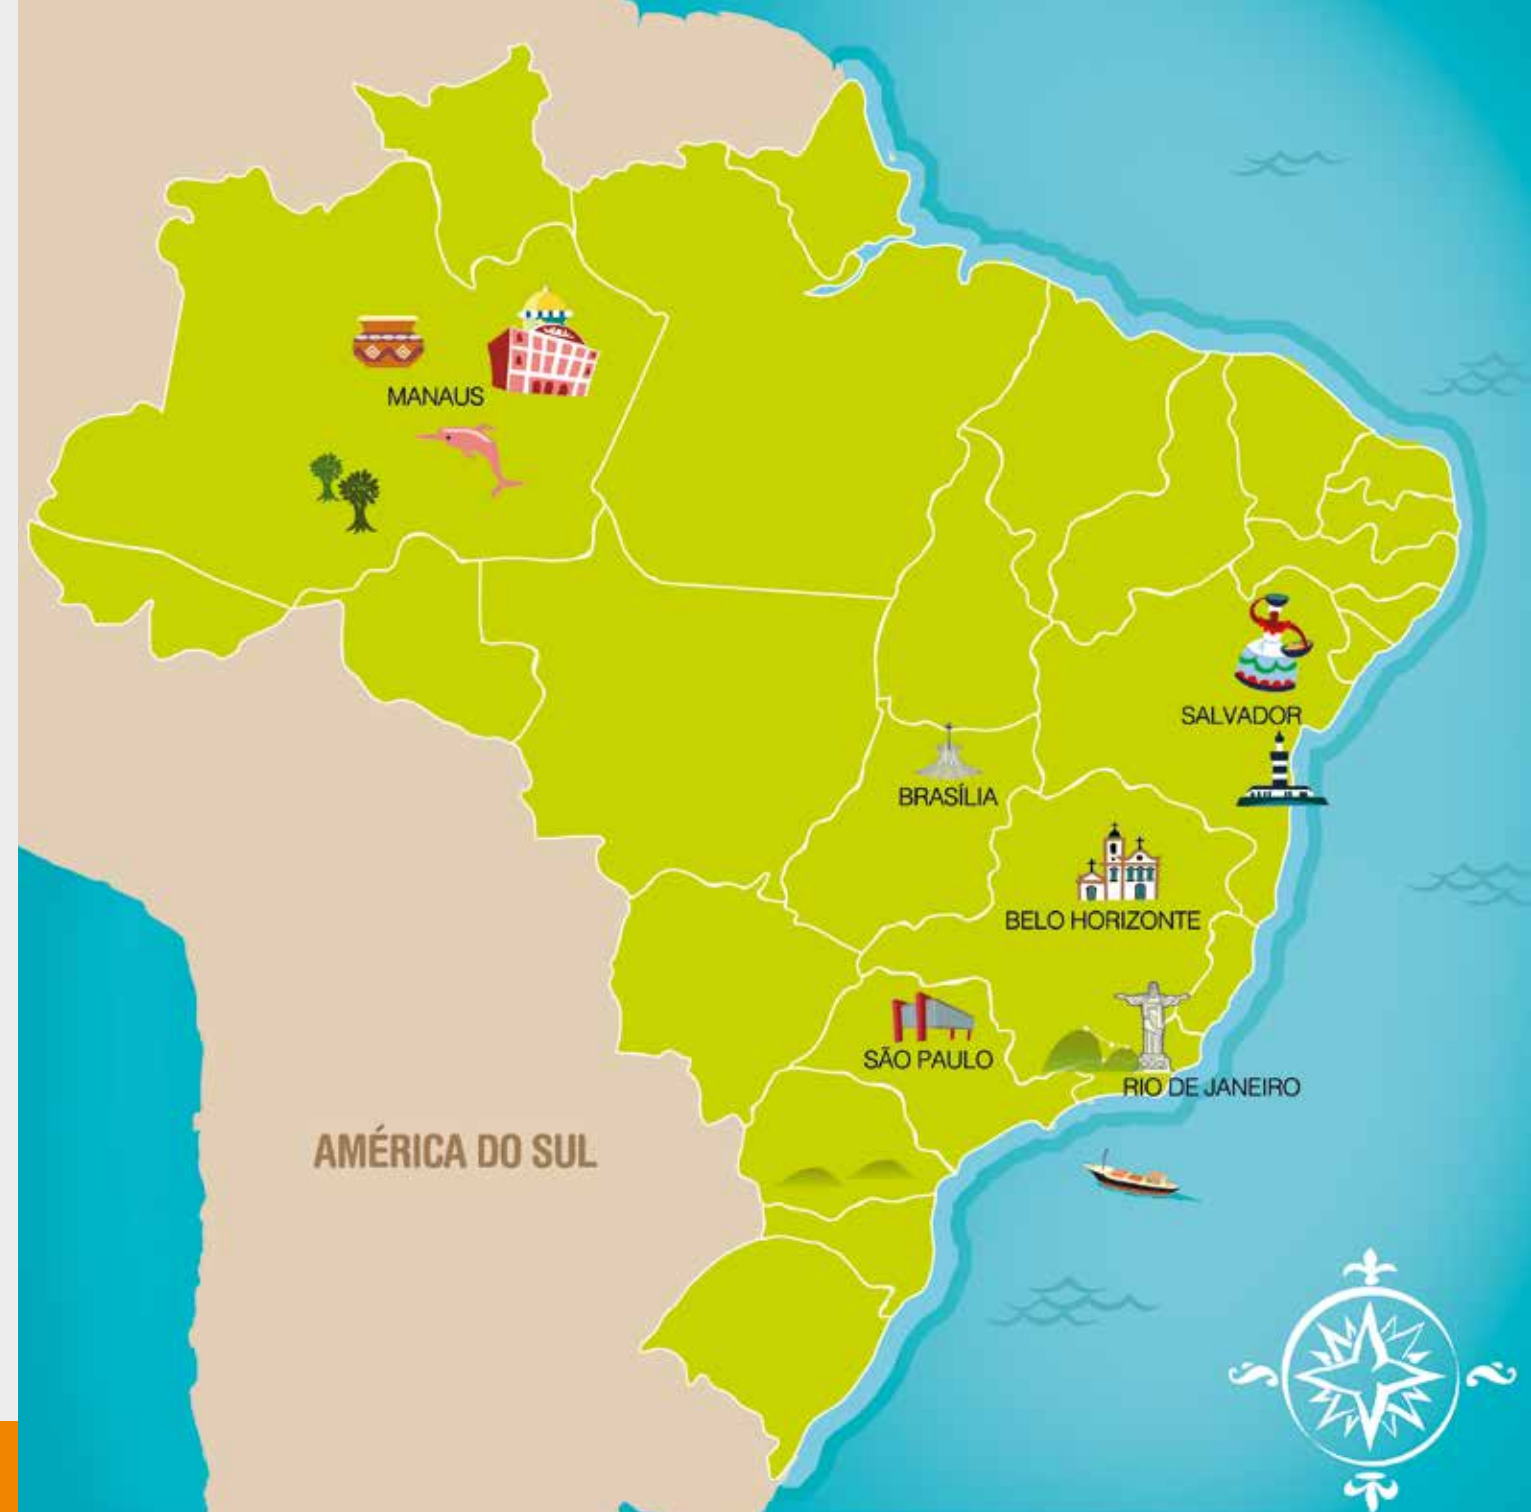 MANAUS
SALVADOR
BRASÍLIA
BELO HORIZONTE
SÃO PAULO
RIO DE JANEIRO
AMÉRICA DO SUL